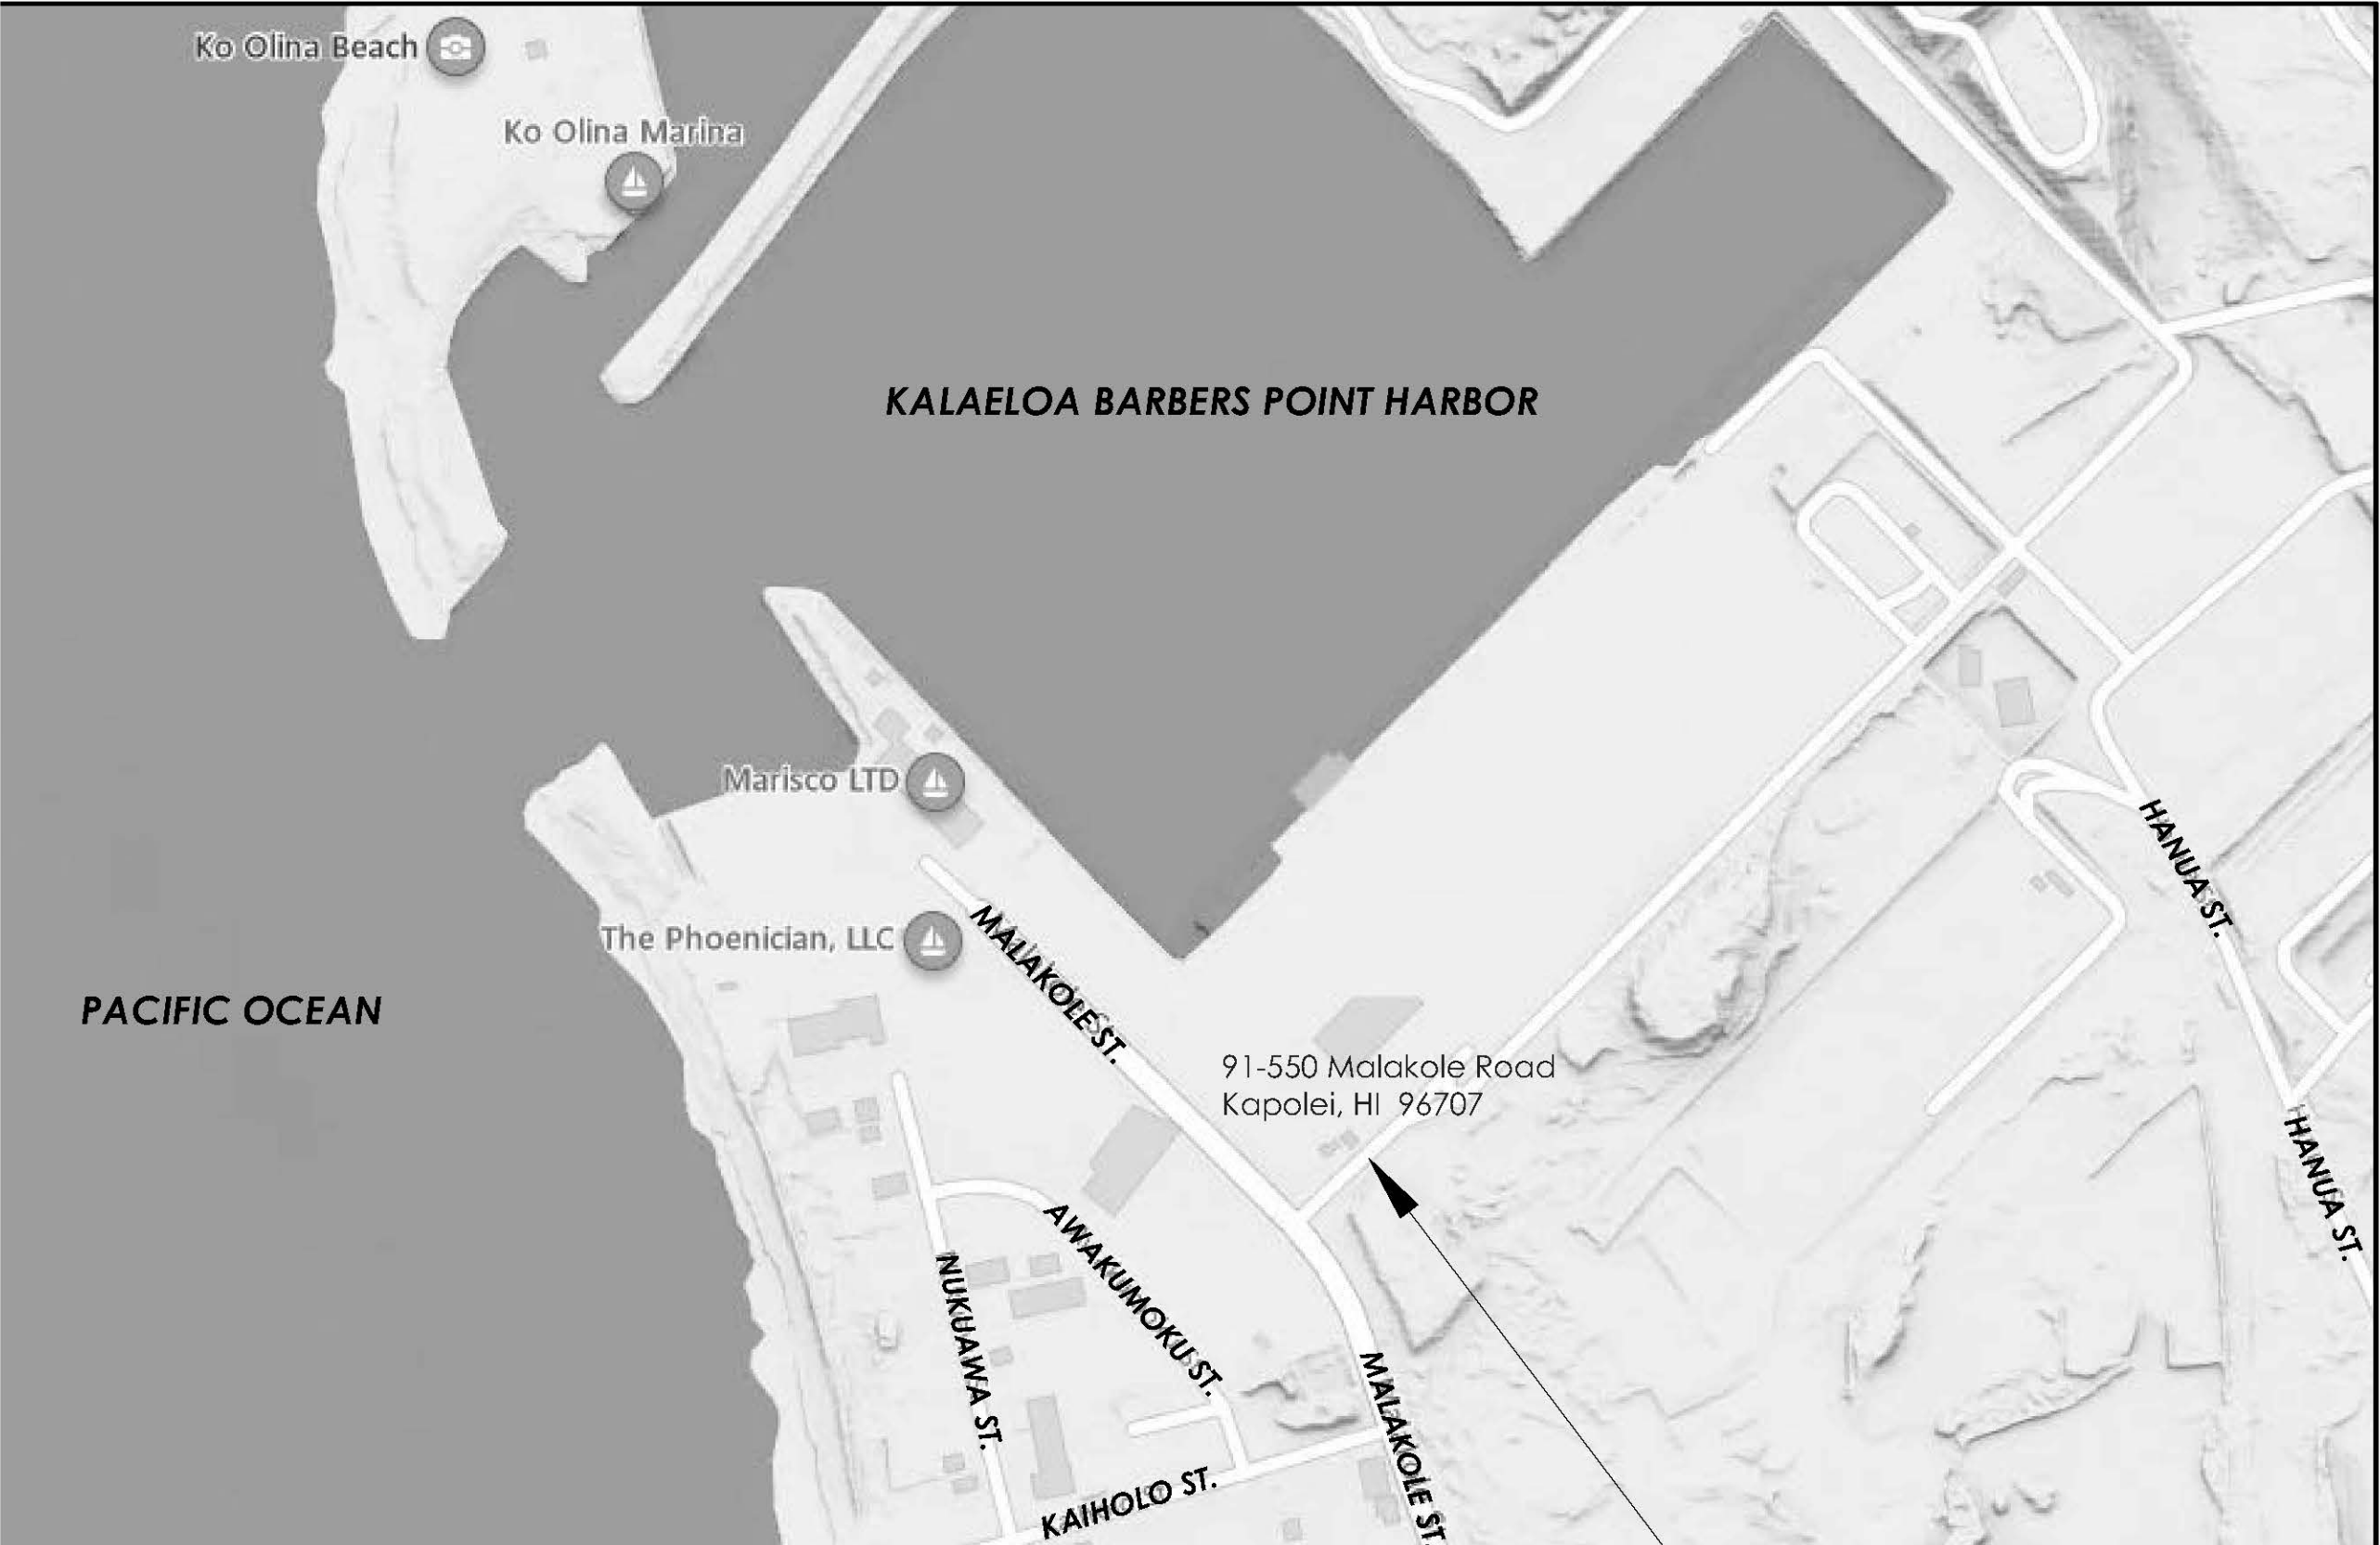 Ko Olina Beach
Ko Olina Marina
KALAELOA BARBERS POINT HARBOR
Marisco LTD
HANUA ST.
The Phoenician, LLC
MALAKOLE ST.
PACIFIC OCEAN
91-550 Malakole Road
Kapolei, HI 96707
HANUA ST.
AWAKUMOKU ST.
NUKUAWA ST.
MALAKOLE ST.
KAIHOLO ST.